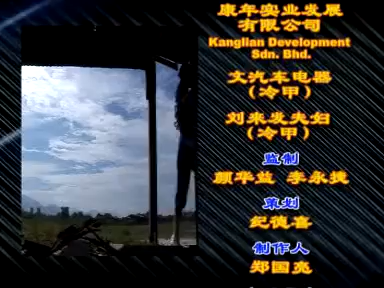 康年实业发展
有限公司
Kanglian Development
Sdn. Bhd.
文汽车电器
（冷甲）
刘来发夫妇
（冷甲）
监制
颜华益 李永捷
策划
纪德喜
制作人
郑国亮